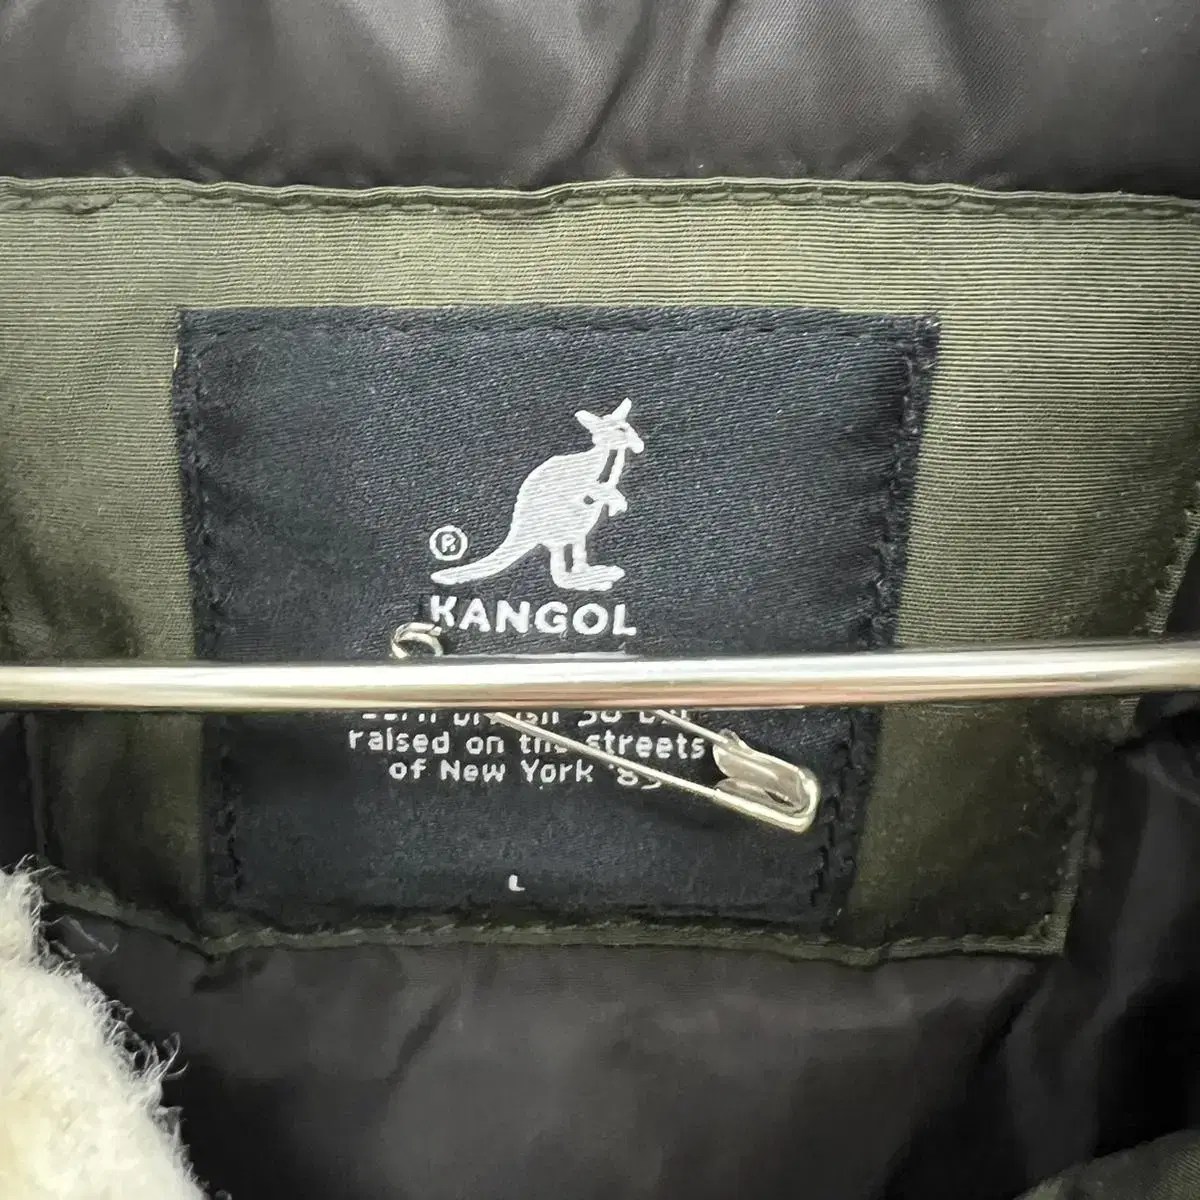 ®
KANGOL
raised on the streets
of New York
L